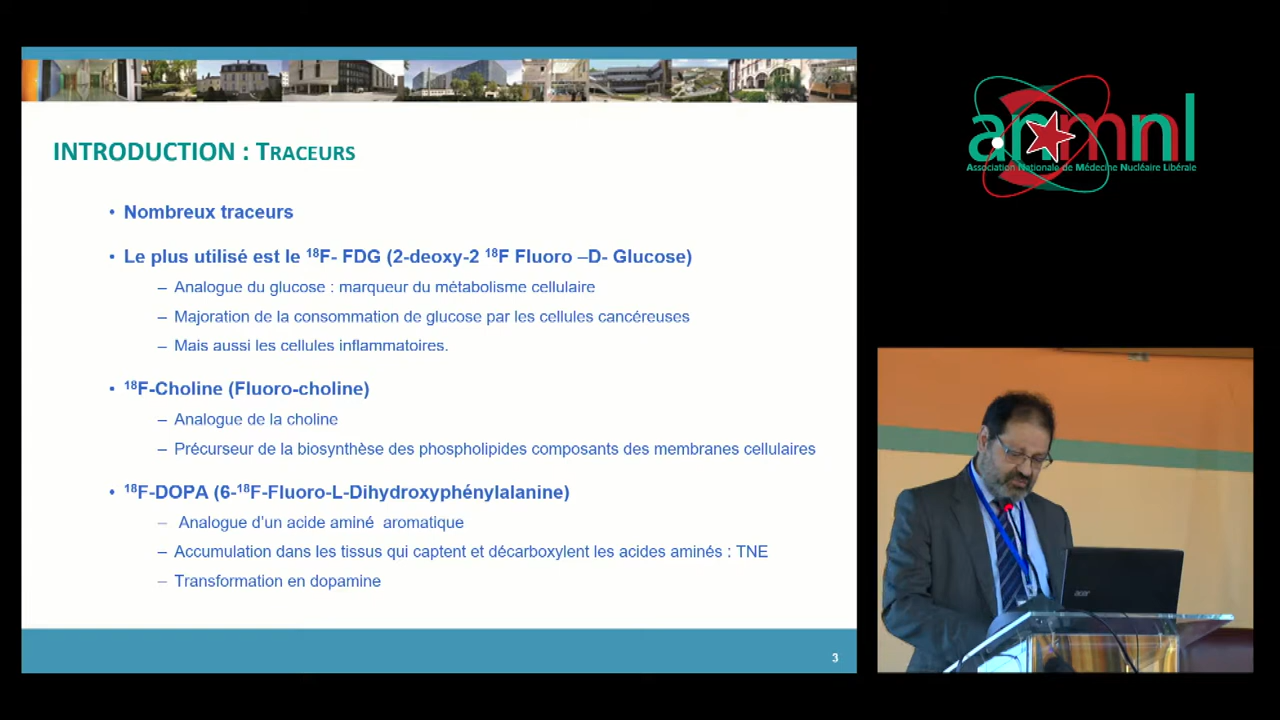 INTRODUCTION : TRACEURS
• Nombreux traceurs
• Le plus utilisé est le ¹⁸F- FDG (2-deoxy-2 ¹⁸F Fluoro –D- Glucose)
– Analogue du glucose : marqueur du métabolisme cellulaire
– Majoration de la consommation de glucose par les cellules cancéreuses
– Mais aussi les cellules inflammatoires.
• ¹⁸F-Choline (Fluoro-choline)
– Analogue de la choline
– Précurseur de la biosynthèse des phospholipides composants des membranes cellulaires
• ¹⁸F-DOPA (6-¹⁸F-Fluoro-L-Dihydroxyphénylalanine)
– Analogue d'un acide aminé aromatique
– Accumulation dans les tissus qui captent et décarboxylent les acides aminés : TNE
– Transformation en dopamine
3
anmnl
Association Nationale de Médecine Nucléaire Libérale
acer